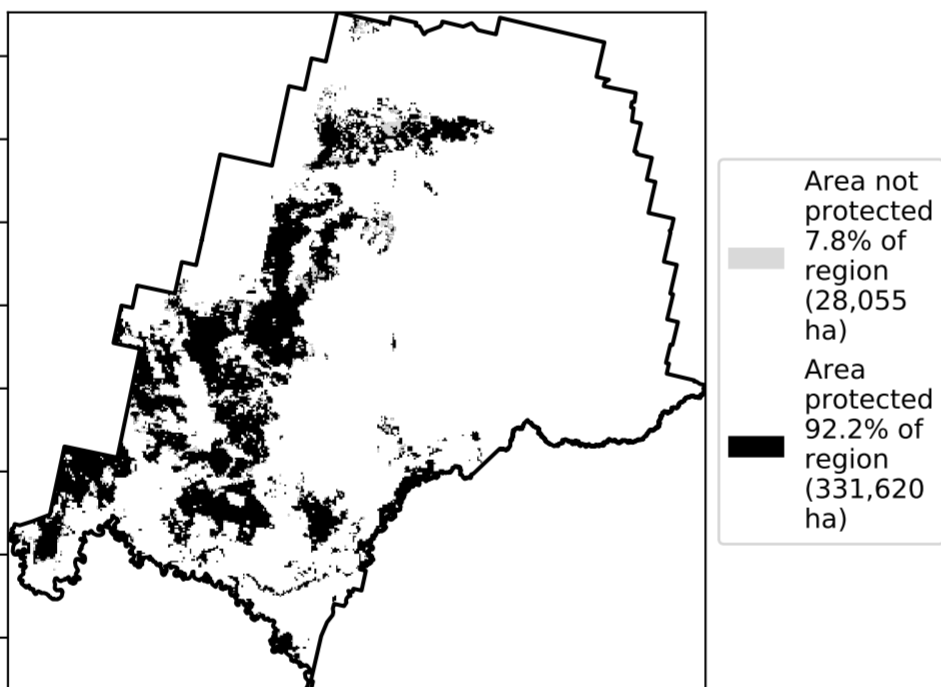 Area not
protected
7.8% of
region
(28,055
ha)
Area
protected
92.2% of
region
(331,620
ha)